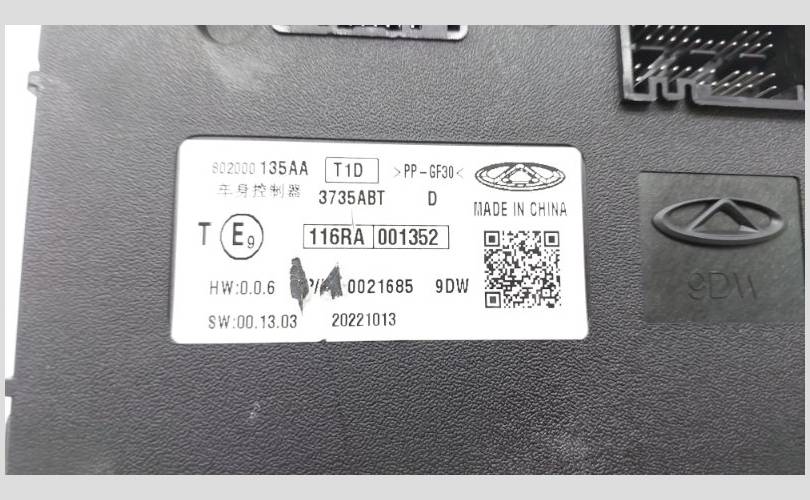 802000135AA T1D >PP-GF30<
车身控制器 3735ABT D
MADE IN CHINA
T E9 116RA 001352
HW:0.0.6 0021685 9DW
SW:00.13.03 20221013
9DW